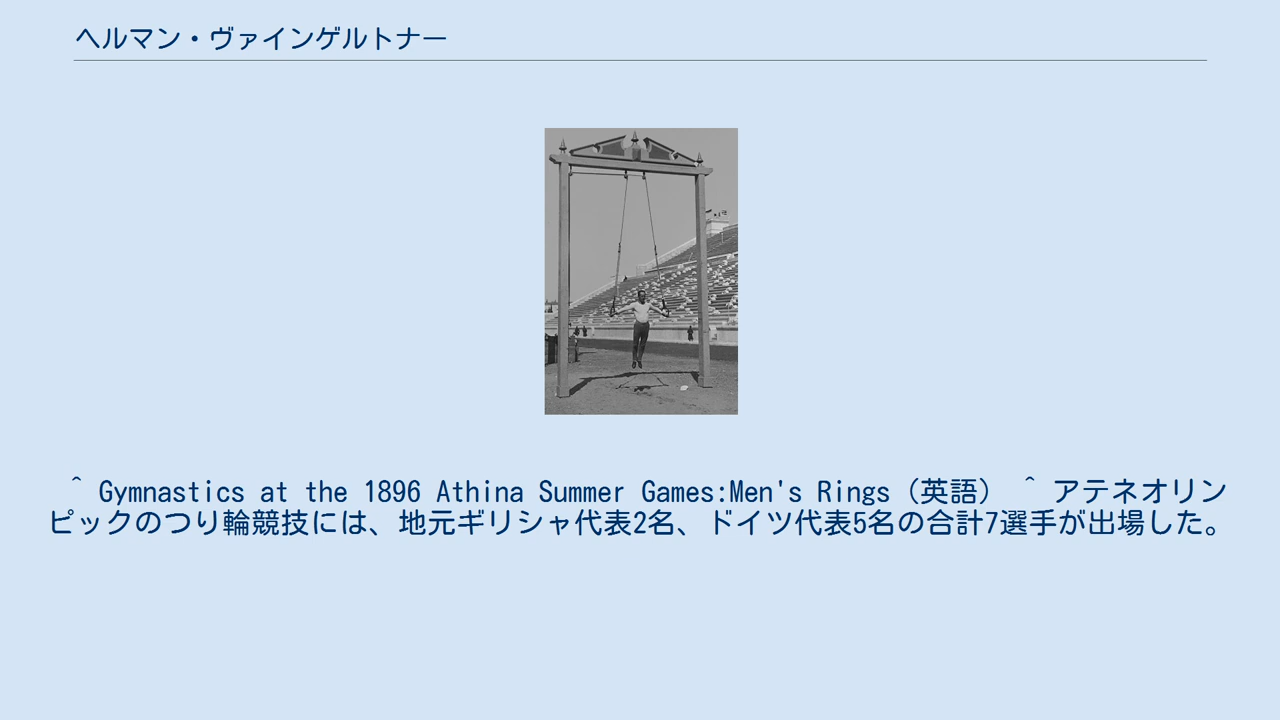 ヘルマン・ヴァインゲルトナー
^ Gymnastics at the 1896 Athina Summer Games:Men's Rings（英語） ^ アテネオリン
ピックのつり輪競技には、地元ギリシャ代表2名、ドイツ代表5名の合計7選手が出場した。